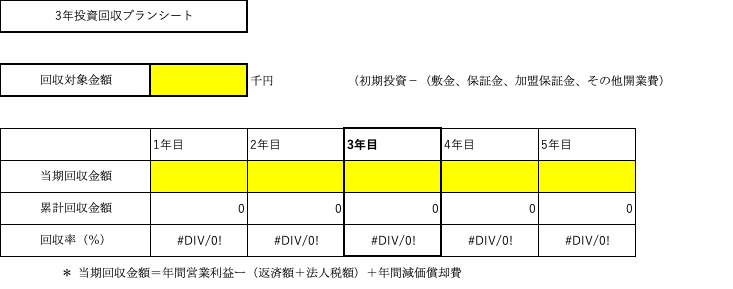 3年投資回収プランシート
回収対象金額 千円 （初期投資－（敷金、保証金、加盟保証金、その他開業費）
1年目 2年目 3年目 4年目 5年目
当期回収金額
累計回収金額 0 0 0 0 0
回収率（%） #DIV/0! #DIV/0! #DIV/0! #DIV/0! #DIV/0!
＊ 当期回収金額＝年間営業利益ー（返済額＋法人税額）＋年間減価償却費